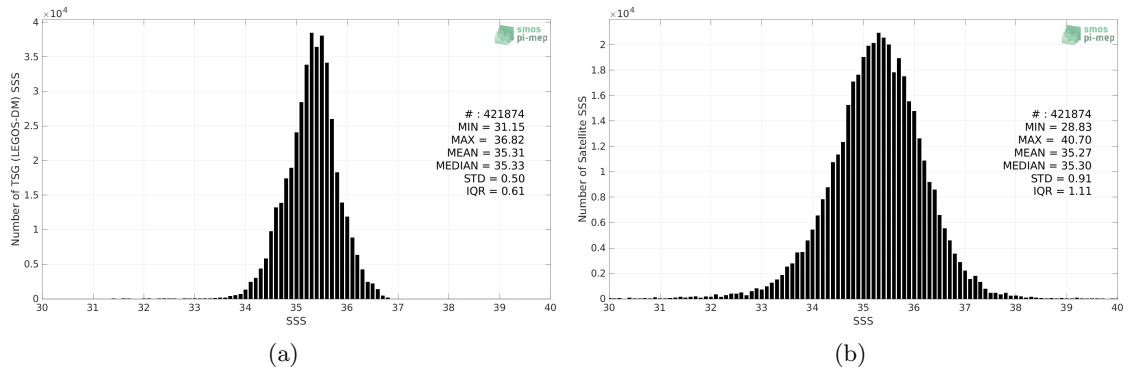 ×10⁴
4
3.5
3
2.5
2
1.5
1
0.5
0
Number of TSG (LEGOS-DM) SSS
30 31 32 33 34 35 36 37 38 39 40
SSS
smos
pi-mep
# : 421874
MIN = 31.15
MAX = 36.82
MEAN = 35.31
MEDIAN = 35.33
STD = 0.50
IQR = 0.61
(a)
×10⁴
2
1.8
1.6
1.4
1.2
1
0.8
0.6
0.4
0.2
0
Number of Satellite SSS
30 31 32 33 34 35 36 37 38 39 40
SSS
smos
pi-mep
# : 421874
MIN = 28.83
MAX = 40.70
MEAN = 35.27
MEDIAN = 35.30
STD = 0.91
IQR = 1.11
(b)